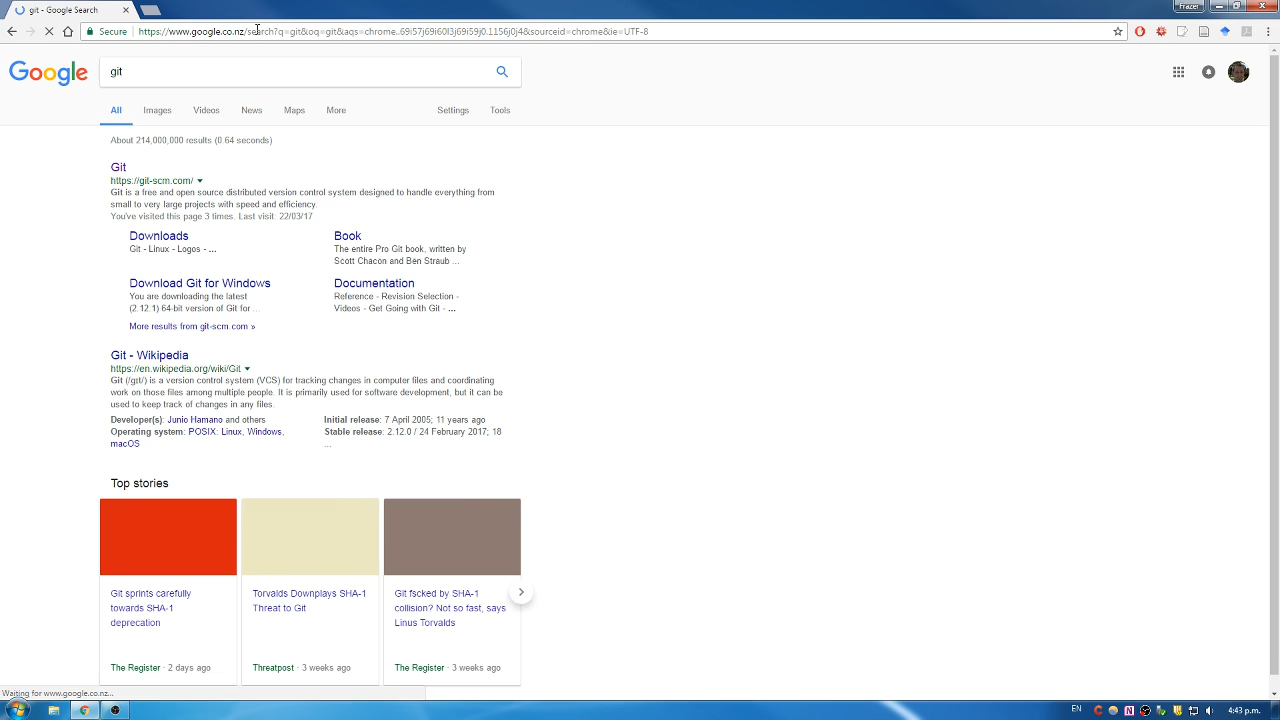 git - Google Search
Frazer
Secure
https://www.google.co.nz/search?q=git&oq=git&aqs=chrome..69i57j69i60l3j69i59j0.1156j0j4&sourceid=chrome&ie=UTF-8
Google
git
All Images Videos News Maps More Settings Tools
About 214,000,000 results (0.64 seconds)
Git
https://git-scm.com/
Git is a free and open source distributed version control system designed to handle everything from
small to very large projects with speed and efficiency.
You've visited this page 3 times. Last visit: 22/03/17
Downloads
Git - Linux - Logos - ...
Book
The entire Pro Git book, written by
Scott Chacon and Ben Straub ...
Download Git for Windows
You are downloading the latest
(2.12.1) 64-bit version of Git for ...
Documentation
Reference - Revision Selection -
Videos - Get Going with Git - ...
More results from git-scm.com »
Git - Wikipedia
https://en.wikipedia.org/wiki/Git
Git (/ɡɪt/) is a version control system (VCS) for tracking changes in computer files and coordinating
work on those files among multiple people. It is primarily used for software development, but it can be
used to keep track of changes in any files.
Developer(s): Junio Hamano and others
Operating system: POSIX: Linux, Windows,
macOS
Initial release: 7 April 2005; 11 years ago
Stable release: 2.12.0 / 24 February 2017; 18
...
Top stories
Git sprints carefully
towards SHA-1
deprecation
The Register · 2 days ago
Torvalds Downplays SHA-1
Threat to Git
Threatpost · 3 weeks ago
Git fscked by SHA-1
collision? Not so fast, says
Linus Torvalds
The Register · 3 weeks ago
Waiting for www.google.co.nz...
EN
4:43 p.m.